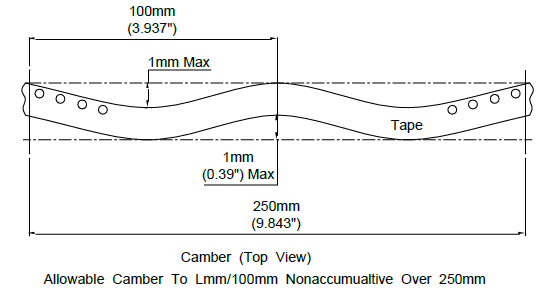 100mm
(3.937")
1mm Max
Tape
1mm
(0.39") Max
250mm
(9.843")
Camber (Top View)
Allowable Camber To Lmm/100mm Nonaccumualtive Over 250mm